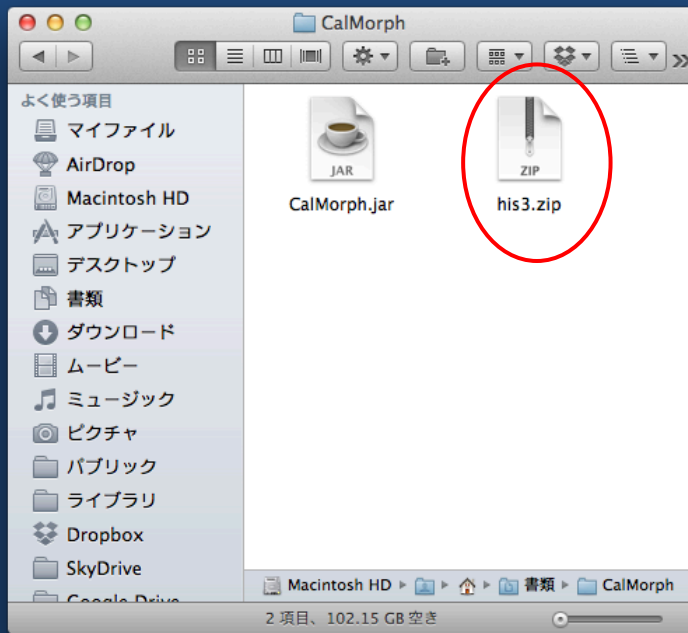 CalMorph
よく使う項目
マイファイル
AirDrop
Macintosh HD
アプリケーション
デスクトップ
書類
ダウンロード
ムービー
ミュージック
ピクチャ
パブリック
ライブラリ
Dropbox
SkyDrive
Google Drive
JAR
CalMorph.jar
ZIP
his3.zip
Macintosh HD ▸ ▸ ▸ 書類 ▸ CalMorph
2 項目、102.15 GB 空き